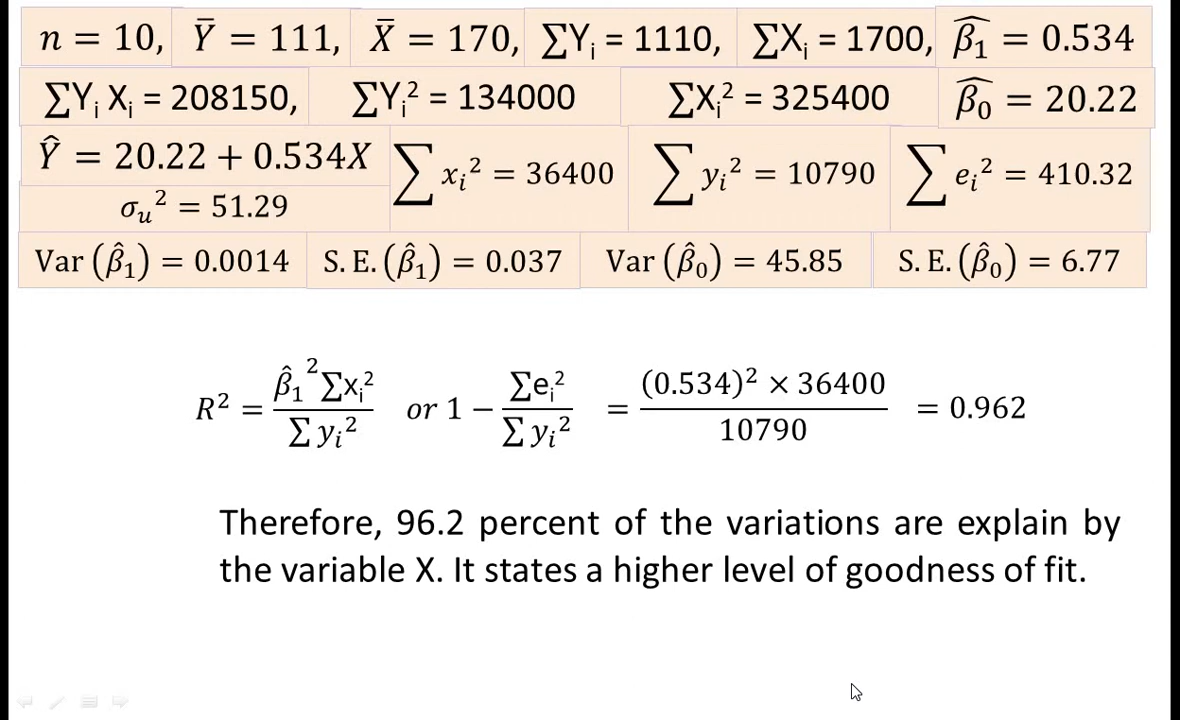 n = 10, Ȳ = 111, X̄ = 170, ∑Yᵢ = 1110, ∑Xᵢ = 1700, β̂₁ = 0.534
∑Yᵢ Xᵢ = 208150, ∑Yᵢ² = 134000 ∑Xᵢ² = 325400 β̂₀ = 20.22
Ŷ = 20.22 + 0.534X ∑ xᵢ² = 36400 ∑ yᵢ² = 10790 ∑ eᵢ² = 410.32
σᵤ² = 51.29
Var (β̂₁) = 0.0014 S. E. (β̂₁) = 0.037 Var (β̂₀) = 45.85 S. E. (β̂₀) = 6.77
R² = β̂₁² ∑xᵢ² / ∑ yᵢ² or 1 − ∑eᵢ² / ∑ yᵢ² = (0.534)² × 36400 / 10790 = 0.962
Therefore, 96.2 percent of the variations are explain by
the variable X. It states a higher level of goodness of fit.